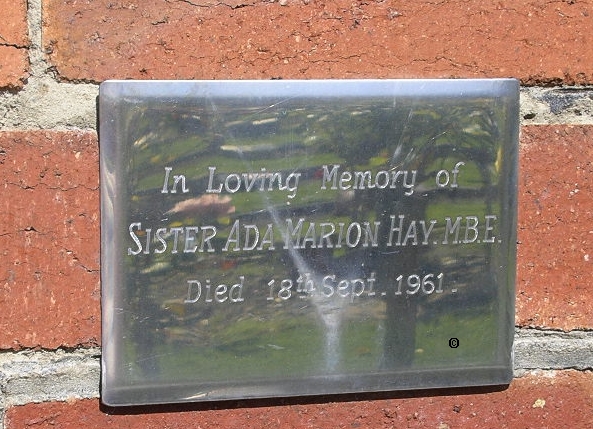 In Loving Memory of
SISTER ADA MARION HAY. M.B.E.
Died 18th Sept. 1961.
©